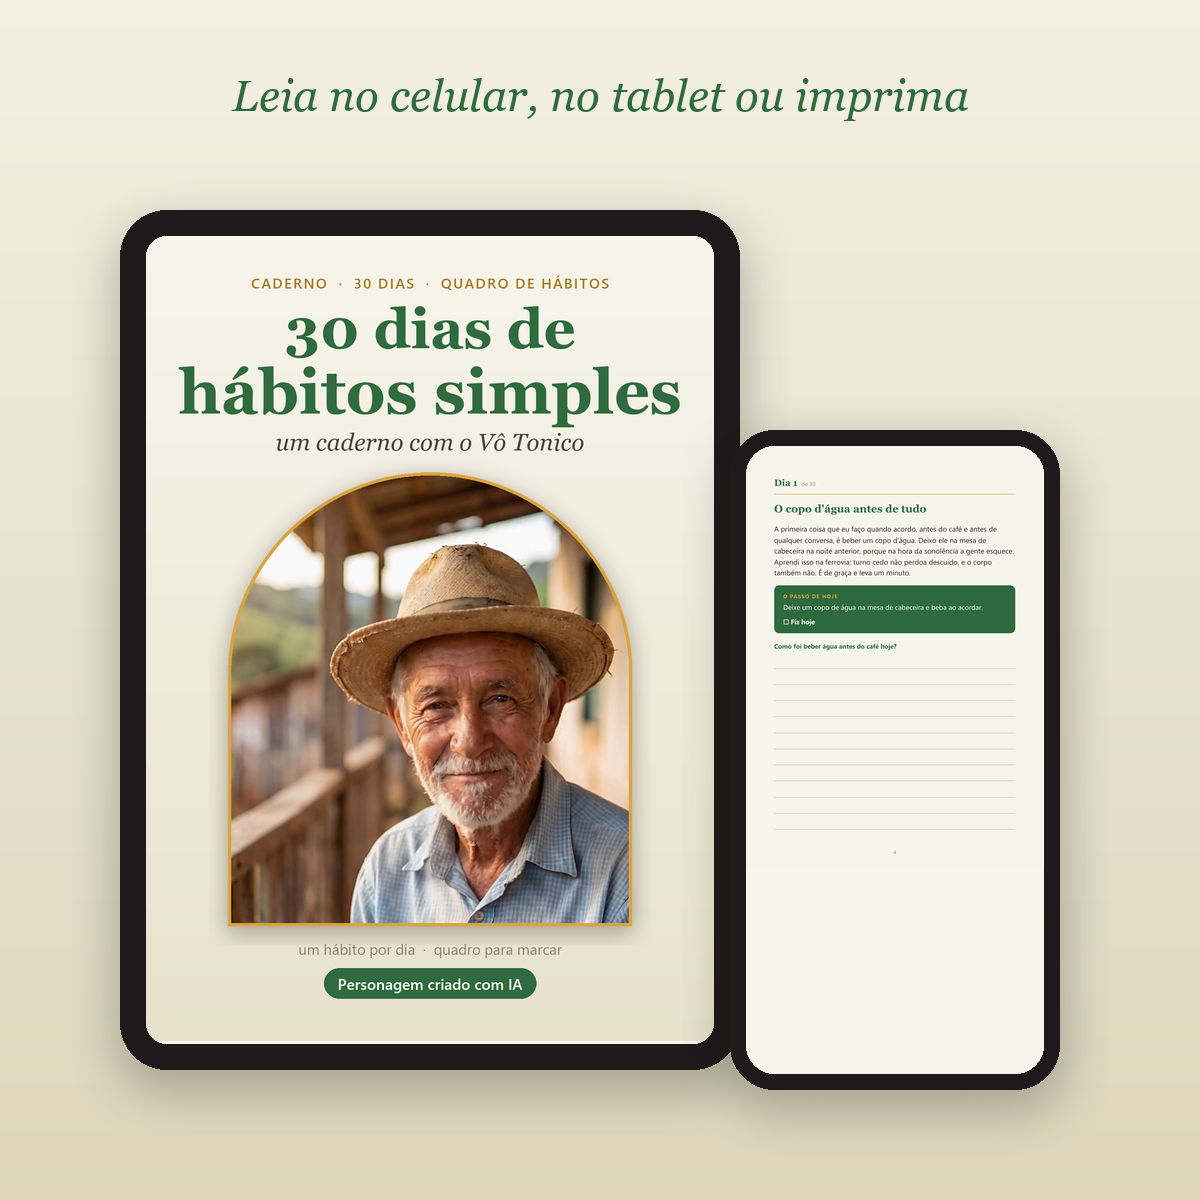 Leia no celular, no tablet ou imprima
CADERNO · 30 DIAS · QUADRO DE HÁBITOS
30 dias de
hábitos simples
um caderno com o Vô Tonico
um hábito por dia · quadro para marcar
Personagem criado com IA
Dia 1 de 30
O copo d'água antes de tudo
A primeira coisa que eu faço quando acordo, antes do café e antes de
qualquer conversa, é beber um copo d'água. Deixo ele na mesa de
cabeceira na noite anterior, porque na hora da sonolência a gente esquece.
Aprendi isso na ferrovia: turno cedo não perdoa descuido, e o corpo
também não. É de graça e leva um minuto.
O PASSO DE HOJE
Deixe um copo de água na mesa de cabeceira e beba ao acordar.
☐ Fiz hoje
Como foi beber água antes do café hoje?
4